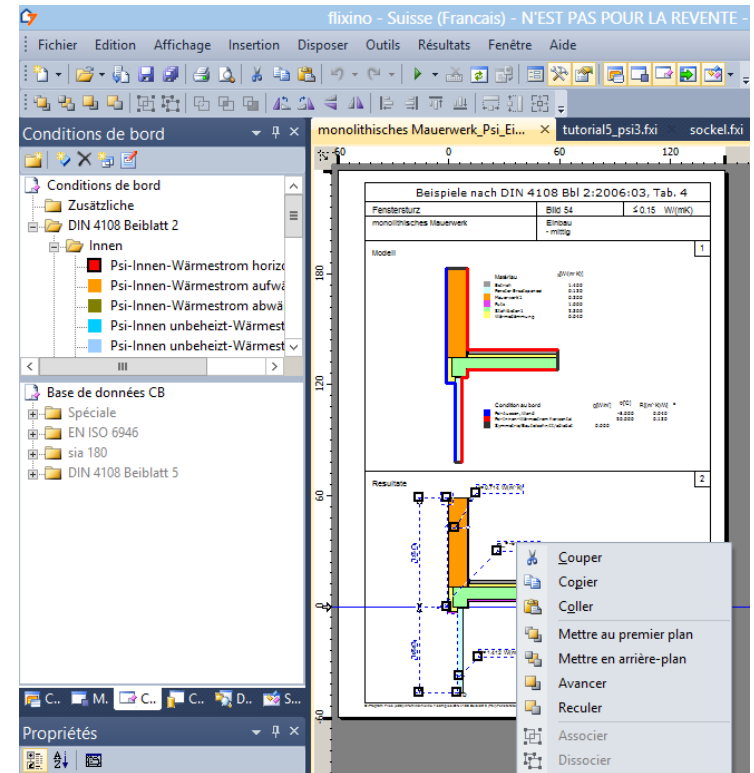 flixino - Suisse (Francais) - N'EST PAS POUR LA REVENTE -
Fichier Edition Affichage Insertion Disposer Outils Résultats Fenêtre Aide
Conditions de bord
monolithisches Mauerwerk_Psi_Ei... tutorial5_psi3.fxi sockel.fxi
Conditions de bord
Zusätzliche
DIN 4108 Beiblatt 2
Innen
Psi-Innen-Wärmestrom horizo
Psi-Innen-Wärmestrom aufwä
Psi-Innen-Wärmestrom abwä
Psi-Innen unbeheizt-Wärmest
Psi-Innen unbeheizt-Wärmest
Base de données CB
Spéciale
EN ISO 6946
sia 180
DIN 4108 Beiblatt 5
C.. M. C.. C.. D.. S...
Propriétés
0 60 120
180
120
60
0
Beispiele nach DIN 4108 Bbl 2:2006:03, Tab. 4
Fenstersturz Bild 54 ≤0.15 W/(mK)
monolithisches Mauerwerk Einbau
- mittig
Modell 1
Matériau
Resultate 2
Couper
Copier
Coller
Mettre au premier plan
Mettre en arrière-plan
Avancer
Reculer
Associer
Dissocier